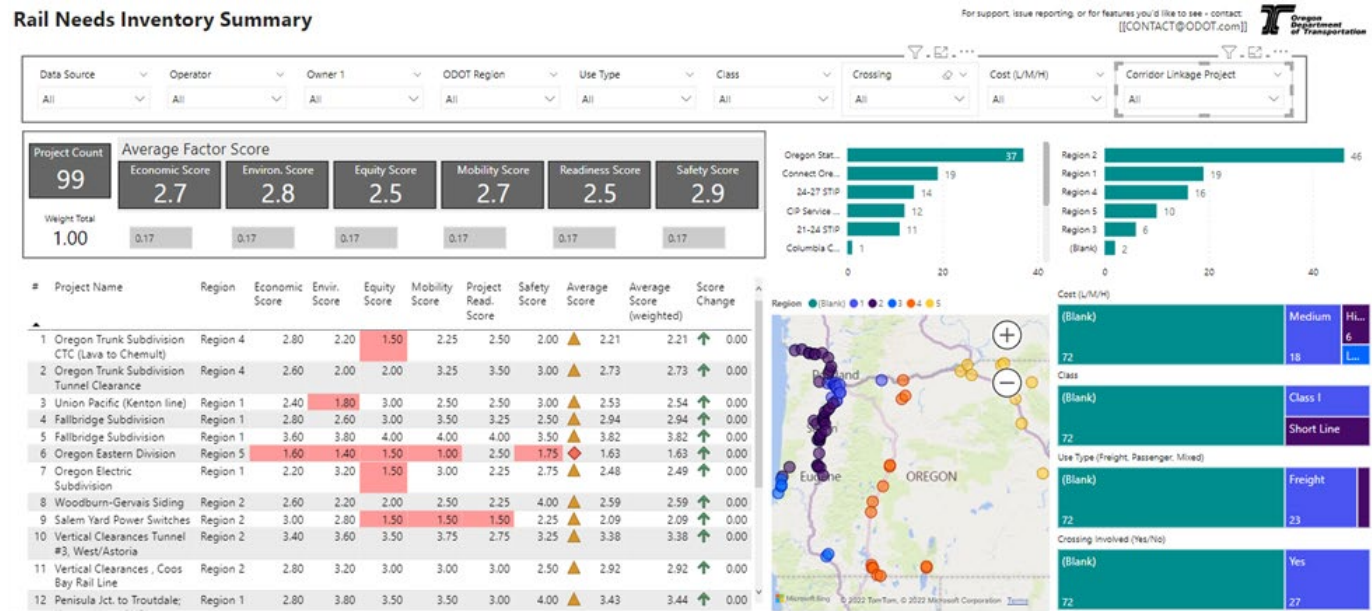 Rail Needs Inventory Summary
For support, issue reporting, or for features you'd like to see - contact:
[[CONTACT@ODOT.com]]
Oregon
Department
of Transportation
Data Source Operator Owner 1 ODOT Region Use Type Class Crossing Cost (L/M/H) Corridor Linkage Project
All All All All All All All All All
Project Count
99
Weight Total
1.00
Average Factor Score
Economic Score Environ. Score Equity Score Mobility Score Readiness Score Safety Score
2.7 2.8 2.5 2.7 2.5 2.9
0.17 0.17 0.17 0.17 0.17 0.17
Oregon Stat... 37
Connect Ore... 19
24-27 STIP 14
CIP Service ... 12
21-24 STIP 11
Columbia C... 1
0 20 40
Region 2 46
Region 1 19
Region 4 16
Region 5 10
Region 3 6
(Blank) 2
0 20 40
# Project Name Region Economic Score Envir. Score Equity Score Mobility Score Project Read. Score Safety Score Average Score Average Score (weighted) Score Change
1 Oregon Trunk Subdivision Region 4 2.80 2.20 1.50 2.25 2.50 2.00 2.21 2.21 0.00
CTC (Lava to Chemult)
2 Oregon Trunk Subdivision Region 4 2.60 2.00 2.00 3.25 3.50 3.00 2.73 2.73 0.00
Tunnel Clearance
3 Union Pacific (Kenton line) Region 1 2.40 1.80 3.00 2.50 2.50 3.00 2.53 2.54 0.00
4 Fallbridge Subdivision Region 1 2.80 2.60 3.00 3.50 3.25 2.50 2.94 2.94 0.00
5 Fallbridge Subdivision Region 1 3.60 3.80 4.00 4.00 4.00 3.50 3.82 3.82 0.00
6 Oregon Eastern Division Region 5 1.60 1.40 1.50 1.00 2.50 1.75 1.63 1.63 0.00
7 Oregon Electric Region 1 2.20 3.20 1.50 3.00 2.25 2.75 2.48 2.49 0.00
Subdivision
8 Woodburn-Gervais Siding Region 2 2.60 2.20 2.00 2.50 2.25 4.00 2.59 2.59 0.00
9 Salem Yard Power Switches Region 2 3.00 2.80 1.50 1.50 1.50 2.25 2.09 2.09 0.00
10 Vertical Clearances Tunnel Region 2 3.40 3.60 3.50 3.75 2.75 3.25 3.38 3.38 0.00
#3, West/Astoria
11 Vertical Clearances , Coos Region 2 2.80 3.20 3.00 3.00 3.00 2.50 2.92 2.92 0.00
Bay Rail Line
12 Penisula Jct. to Troutdale; Region 1 2.80 3.80 3.50 3.50 3.00 4.00 3.43 3.44 0.00
Region (Blank) 1 2 3 4 5
Eugene
OREGON
Microsoft Bing © 2022 TomTom, © 2022 Microsoft Corporation Terms
Cost (L/M/H)
(Blank) Medium Hi...
72 18 6 L...
Class
(Blank) Class I
72 Short Line
Use Type (Freight, Passenger, Mixed)
(Blank) Freight
72 23
Crossing Involved (Yes/No)
(Blank) Yes
72 27